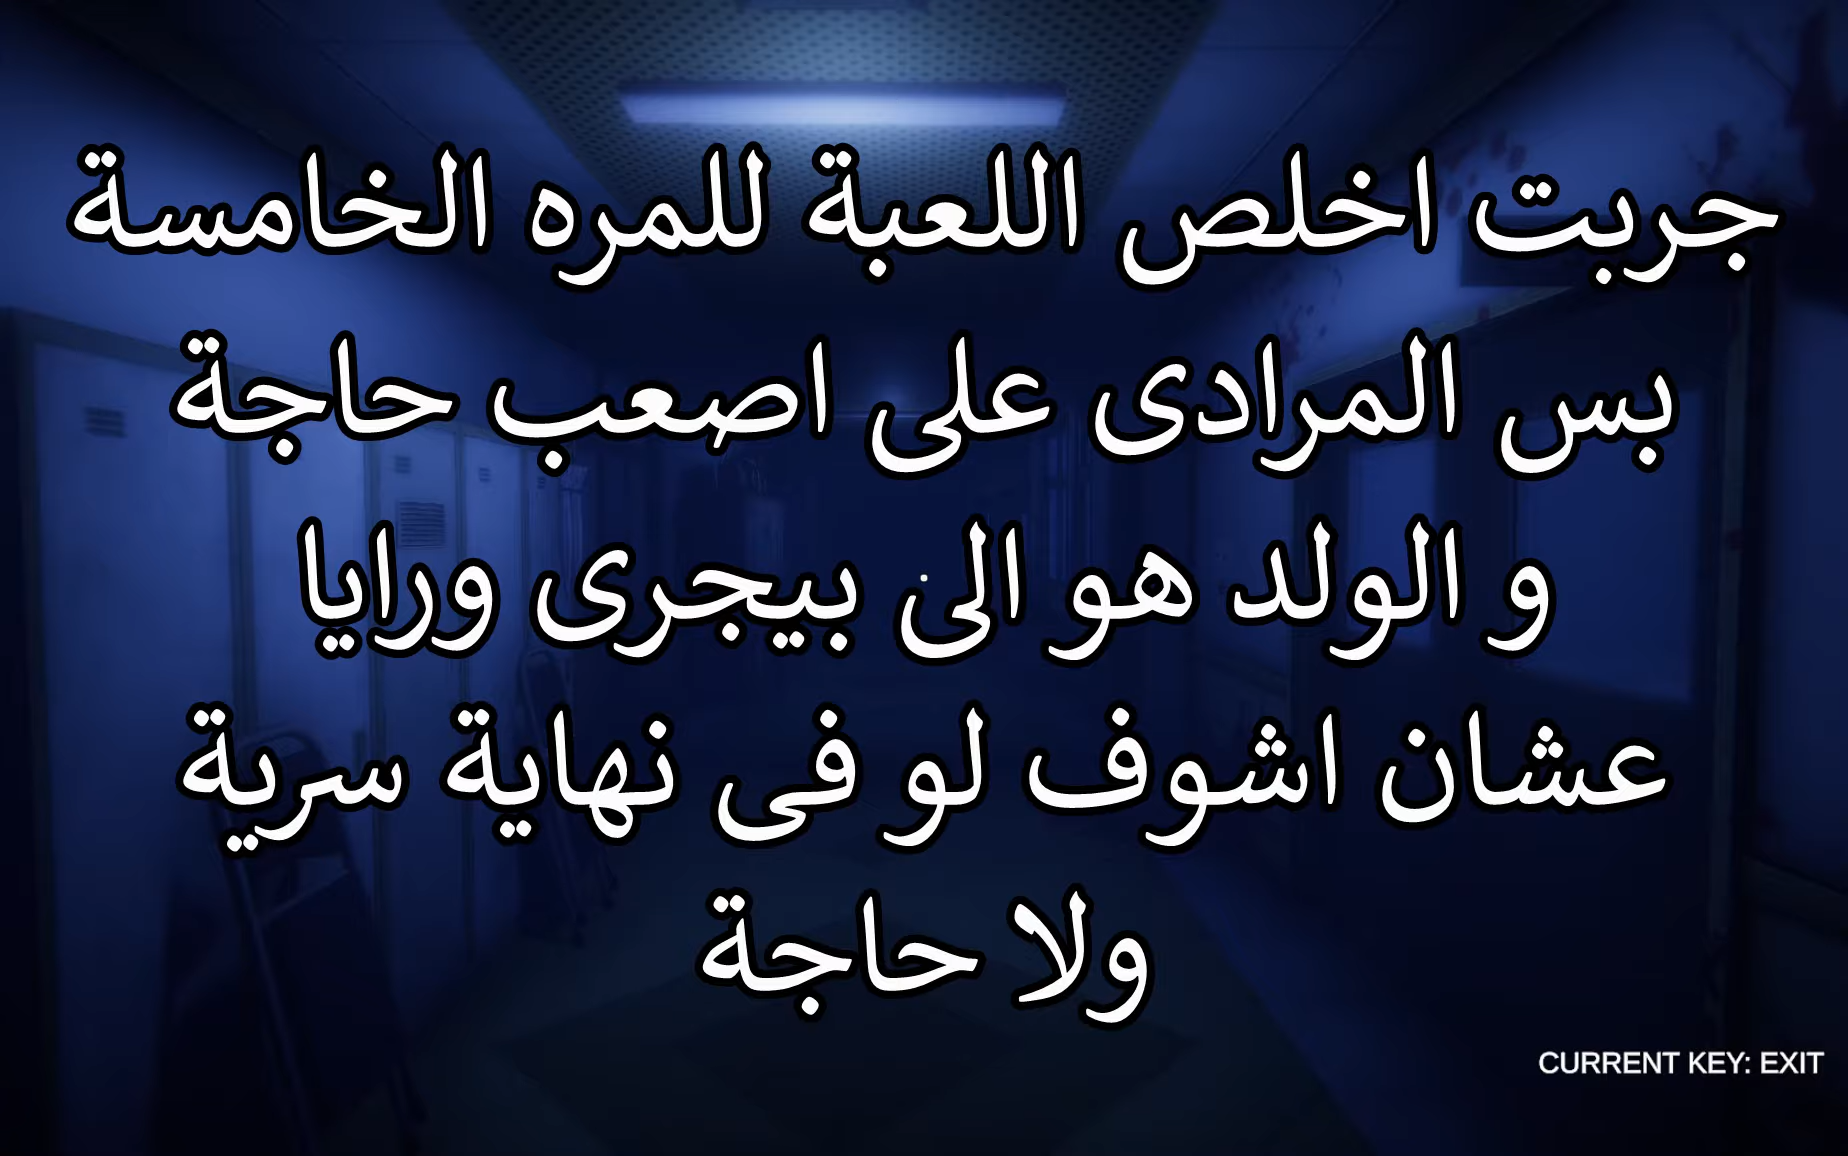 جربت اخلص اللعبة للمره الخامسة
بس المرادى على اصعب حاجة
و الولد هو الى بيجرى ورايا
عشان اشوف لو فى نهاية سرية
ولا حاجة
CURRENT KEY: EXIT